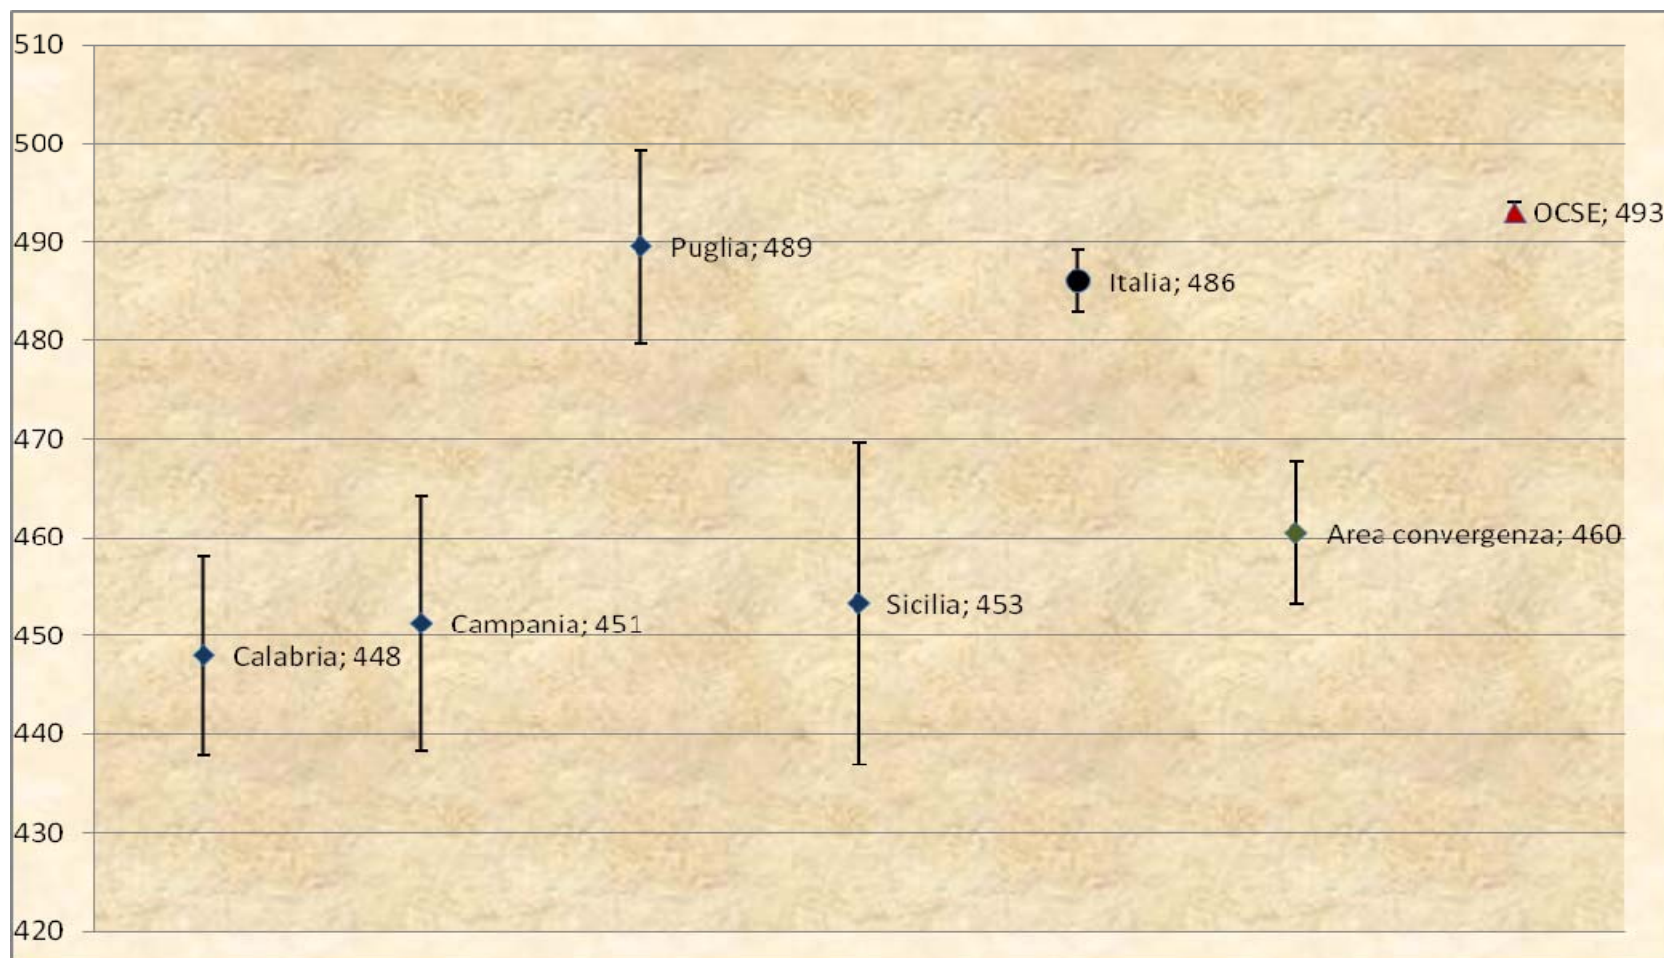 510
500
OCSE; 493
490
Puglia; 489
Italia; 486
480
470
460
Area convergenza; 460
Sicilia; 453
450
Campania; 451
Calabria; 448
440
430
420